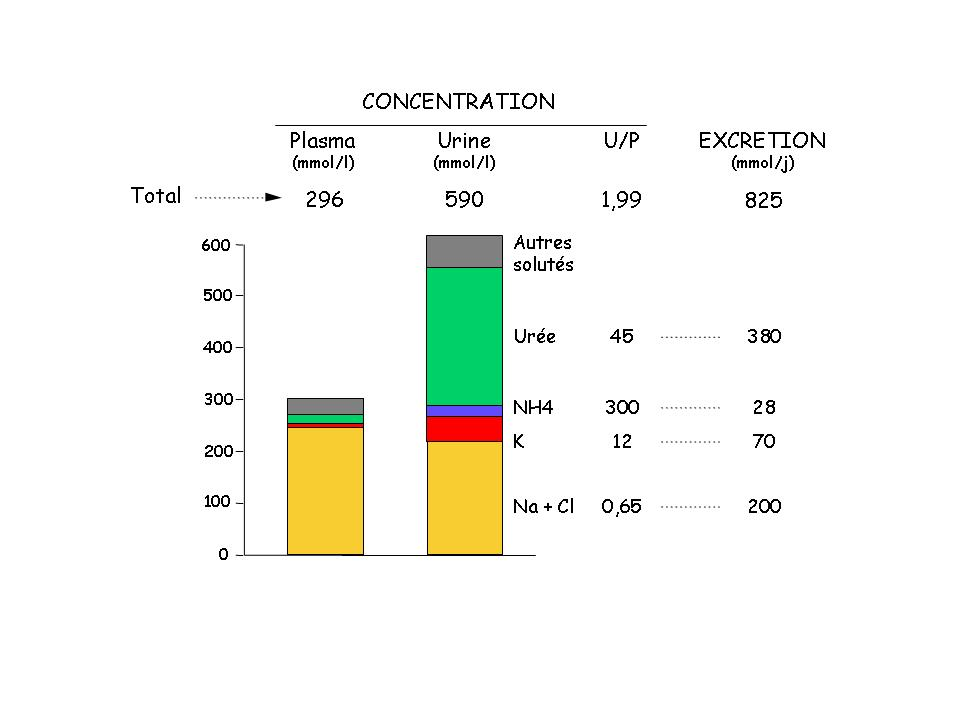 CONCENTRATION
Plasma Urine U/P EXCRETION
(mmol/l) (mmol/l) (mmol/j)
Total 296 590 1,99 825
600 Autres
solutés
500
Urée 45 380
400
300 NH4 300 28
K 12 70
200
100 Na + Cl 0,65 200
0